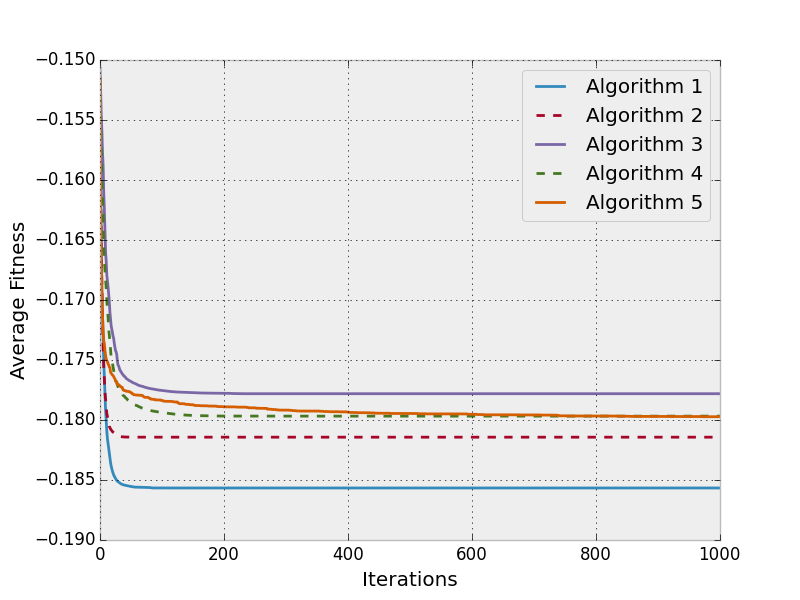 −0.150
−0.155
−0.160
−0.165
−0.170
−0.175
−0.180
−0.185
−0.190
Average Fitness
0 200 400 600 800 1000
Iterations
Algorithm 1
Algorithm 2
Algorithm 3
Algorithm 4
Algorithm 5